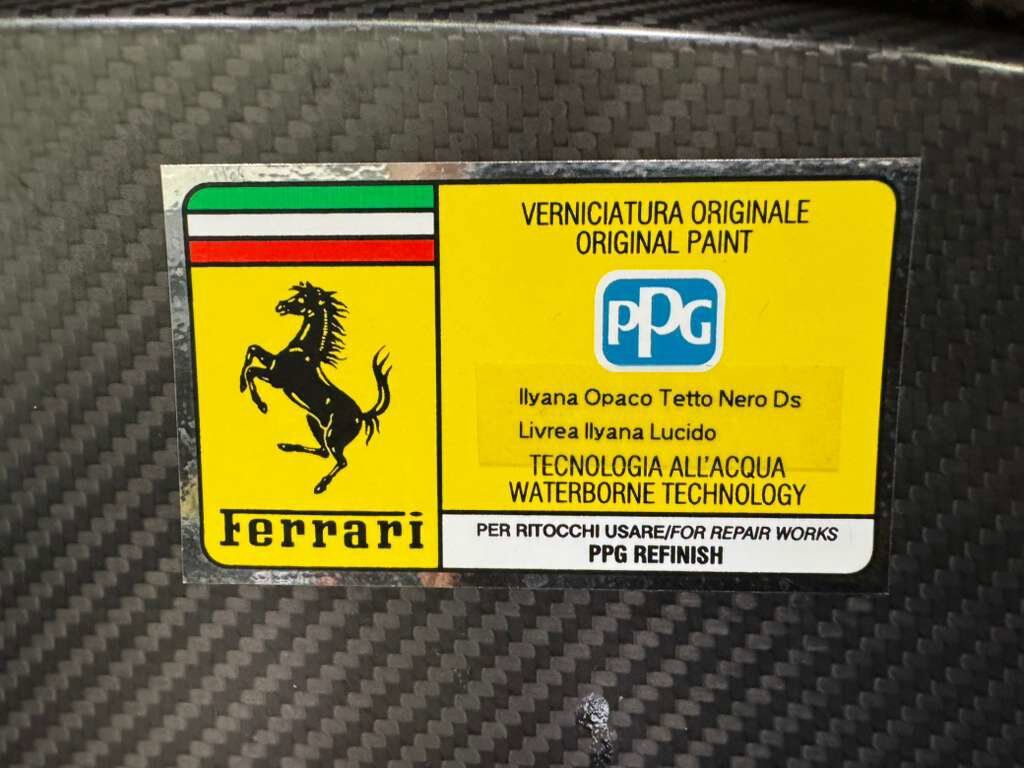 VERNICIATURA ORIGINALE
ORIGINAL PAINT
PPG
Ilyana Opaco Tetto Nero Ds
Livrea Ilyana Lucido
TECNOLOGIA ALL'ACQUA
WATERBORNE TECHNOLOGY
Ferrari
PER RITOCCHI USARE/FOR REPAIR WORKS
PPG REFINISH